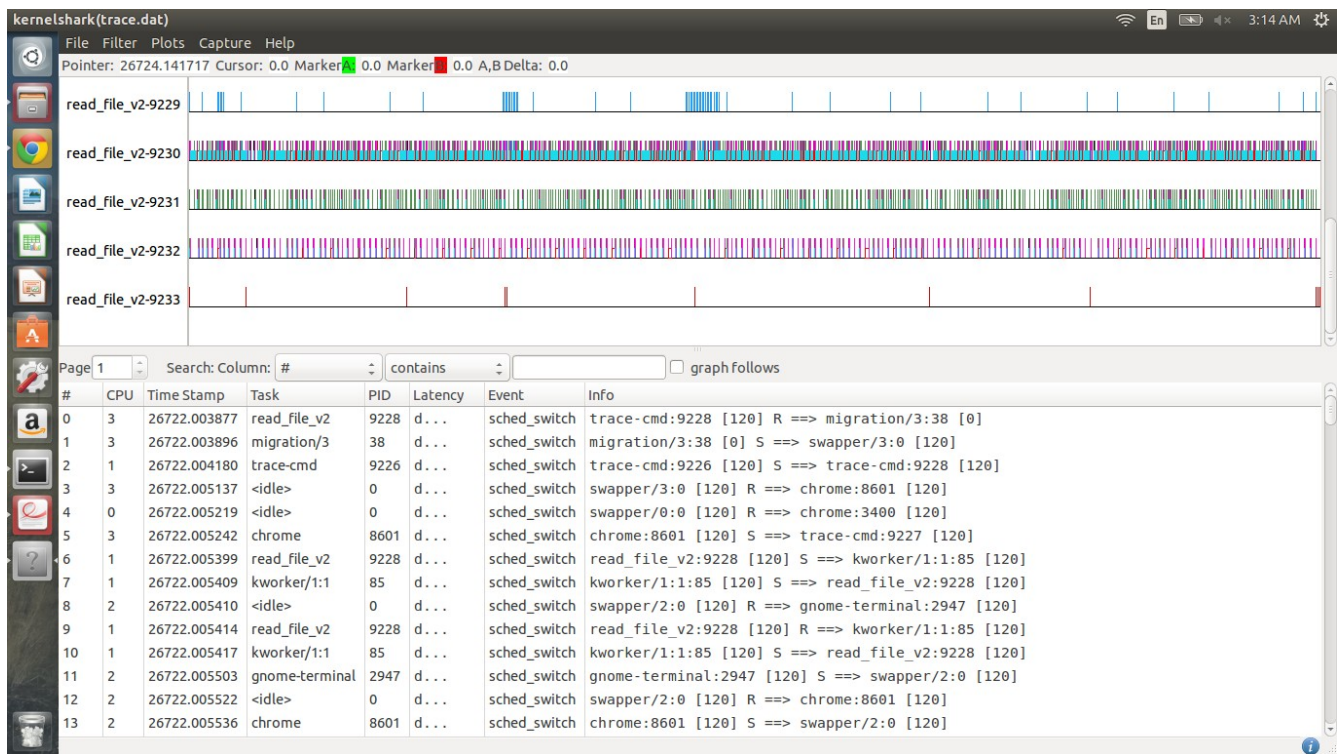 kernelshark(trace.dat) En 3:14 AM
File Filter Plots Capture Help
Pointer: 26724.141717 Cursor: 0.0 MarkerA: 0.0 Marker 0.0 A,B Delta: 0.0
read_file_v2-9229
read_file_v2-9230
read_file_v2-9231
read_file_v2-9232
read_file_v2-9233
Page 1 Search: Column: # contains graph follows
# CPU Time Stamp Task PID Latency Event Info
0 3 26722.003877 read_file_v2 9228 d... sched_switch trace-cmd:9228 [120] R ==> migration/3:38 [0]
1 3 26722.003896 migration/3 38 d... sched_switch migration/3:38 [0] S ==> swapper/3:0 [120]
2 1 26722.004180 trace-cmd 9226 d... sched_switch trace-cmd:9226 [120] S ==> trace-cmd:9228 [120]
3 3 26722.005137 <idle> 0 d... sched_switch swapper/3:0 [120] R ==> chrome:8601 [120]
4 0 26722.005219 <idle> 0 d... sched_switch swapper/0:0 [120] R ==> chrome:3400 [120]
5 3 26722.005242 chrome 8601 d... sched_switch chrome:8601 [120] S ==> trace-cmd:9227 [120]
6 1 26722.005399 read_file_v2 9228 d... sched_switch read_file_v2:9228 [120] S ==> kworker/1:1:85 [120]
7 1 26722.005409 kworker/1:1 85 d... sched_switch kworker/1:1:85 [120] S ==> read_file_v2:9228 [120]
8 2 26722.005410 <idle> 0 d... sched_switch swapper/2:0 [120] R ==> gnome-terminal:2947 [120]
9 1 26722.005414 read_file_v2 9228 d... sched_switch read_file_v2:9228 [120] R ==> kworker/1:1:85 [120]
10 1 26722.005417 kworker/1:1 85 d... sched_switch kworker/1:1:85 [120] S ==> read_file_v2:9228 [120]
11 2 26722.005503 gnome-terminal 2947 d... sched_switch gnome-terminal:2947 [120] S ==> swapper/2:0 [120]
12 2 26722.005522 <idle> 0 d... sched_switch swapper/2:0 [120] R ==> chrome:8601 [120]
13 2 26722.005536 chrome 8601 d... sched_switch chrome:8601 [120] S ==> swapper/2:0 [120]